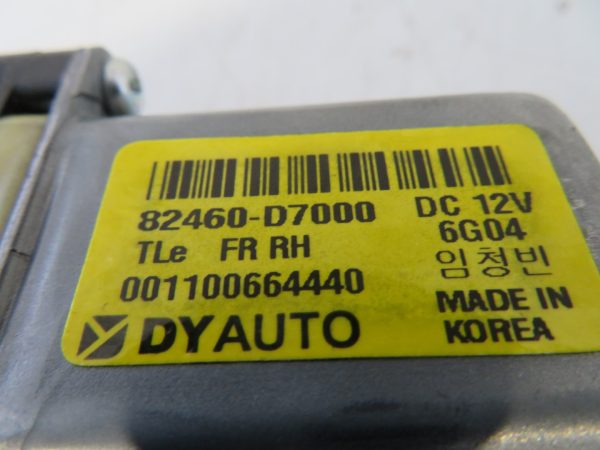 82460-D7000 DC 12V
TLe FR RH 6G04
001100664440 임청빈
DYAUTO MADE IN
KOREA